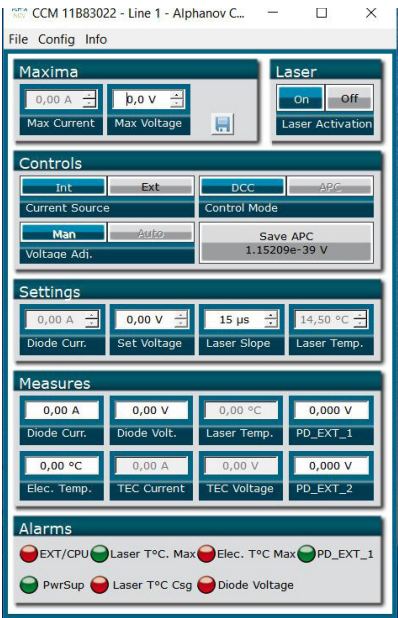 CCM 11B83022 - Line 1 - Alphanov C...
File Config Info
Maxima
0,00 A
0,0 V
Max Current Max Voltage
Laser
On Off
Laser Activation
Controls
Int Ext
Current Source
DCC APC
Control Mode
Man Auto
Voltage Adj.
Save APC
1.15209e-39 V
Settings
0,00 A 0,00 V 15 µs 14,50 °C
Diode Curr. Set Voltage Laser Slope Laser Temp.
Measures
0,00 A 0,00 V 0,00 °C 0,000 V
Diode Curr. Diode Volt. Laser Temp. PD_EXT_1
0,00 °C 0,00 A 0,00 V 0,000 V
Elec. Temp. TEC Current TEC Voltage PD_EXT_2
Alarms
EXT/CPU Laser T°C. Max Elec. T°C Max PD_EXT_1
PwrSup Laser T°C Csg Diode Voltage